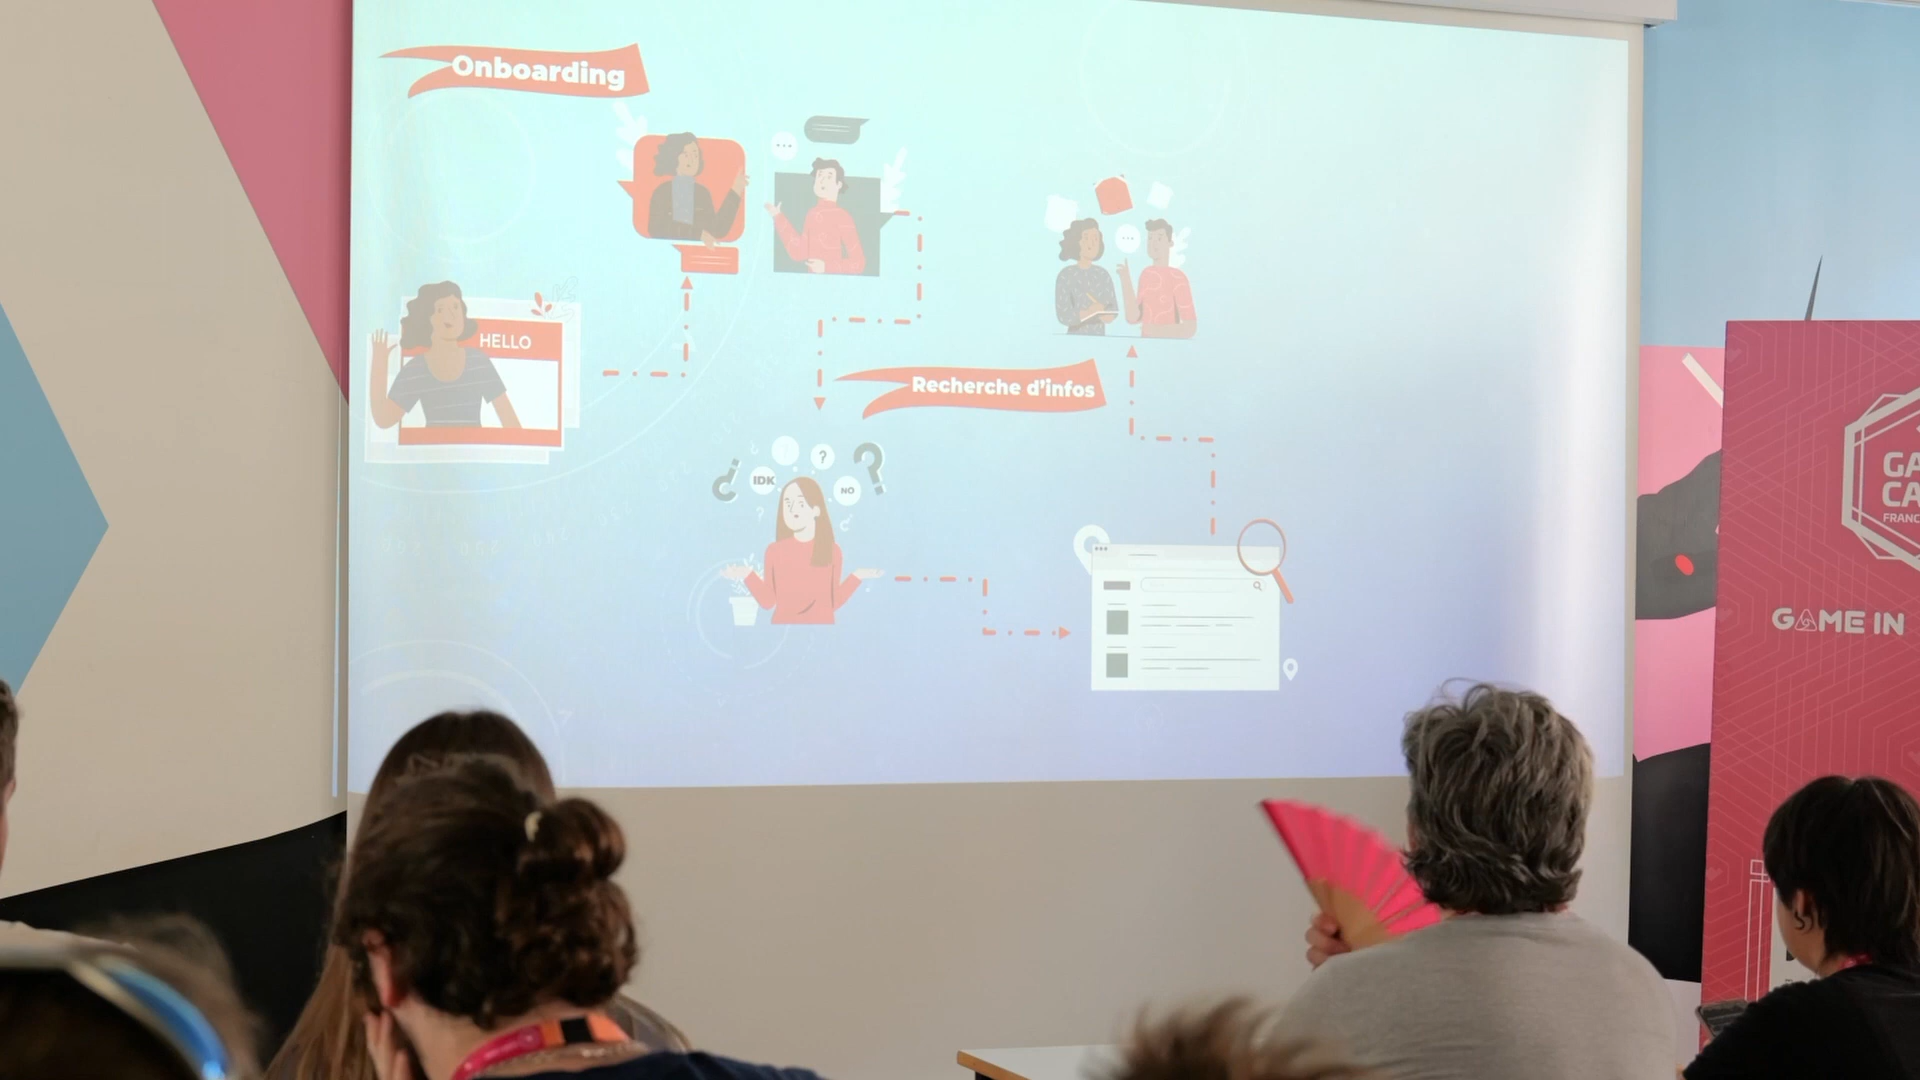 Onboarding
HELLO
Recherche d'infos
?
?
IDK
NO
?
GAME IN